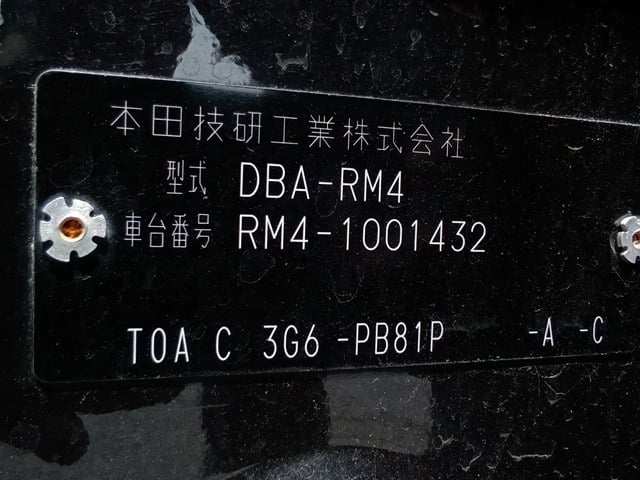 本田技研工業株式会社
型式 DBA-RM4
車台番号 RM4-1001432
TOA C 3G6 -PB81P -A -C